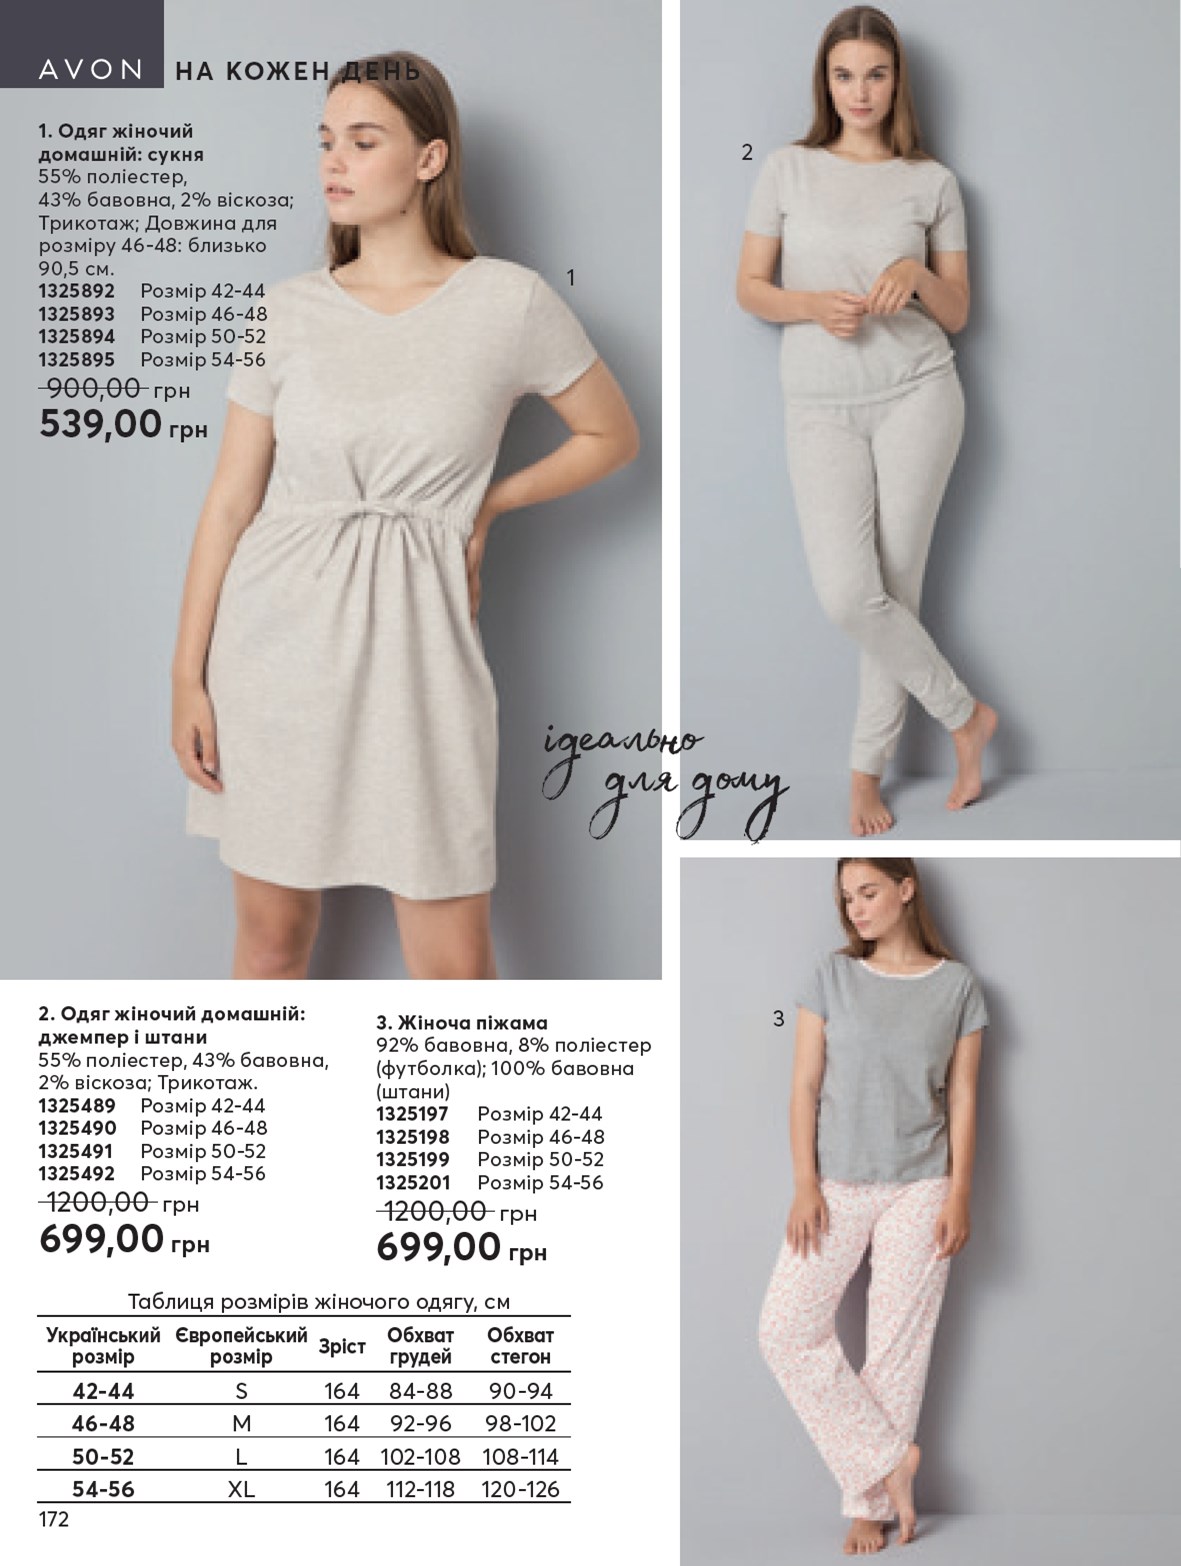 AVON НА КОЖЕН ДЕНЬ
1. Одяг жіночий
домашній: сукня
55% поліестер,
43% бавовна, 2% віскоза;
Трикотаж; Довжина для
розміру 46-48: близько
90,5 см.
1325892 Розмір 42-44
1325893 Розмір 46-48
1325894 Розмір 50-52
1325895 Розмір 54-56
900,00 грн
539,00 грн
1
2
ідеально
для дому
2. Одяг жіночий домашній:
джемпер і штани
55% поліестер, 43% бавовна,
2% віскоза; Трикотаж.
1325489 Розмір 42-44
1325490 Розмір 46-48
1325491 Розмір 50-52
1325492 Розмір 54-56
1200,00 грн
699,00 грн
3. Жіноча піжама
92% бавовна, 8% поліестер
(футболка); 100% бавовна
(штани)
1325197 Розмір 42-44
1325198 Розмір 46-48
1325199 Розмір 50-52
1325201 Розмір 54-56
1200,00 грн
699,00 грн
3
Таблиця розмірів жіночого одягу, см
Український розмір Європейський розмір Зріст Обхват грудей Обхват стегон
42-44 S 164 84-88 90-94
46-48 M 164 92-96 98-102
50-52 L 164 102-108 108-114
54-56 XL 164 112-118 120-126
172